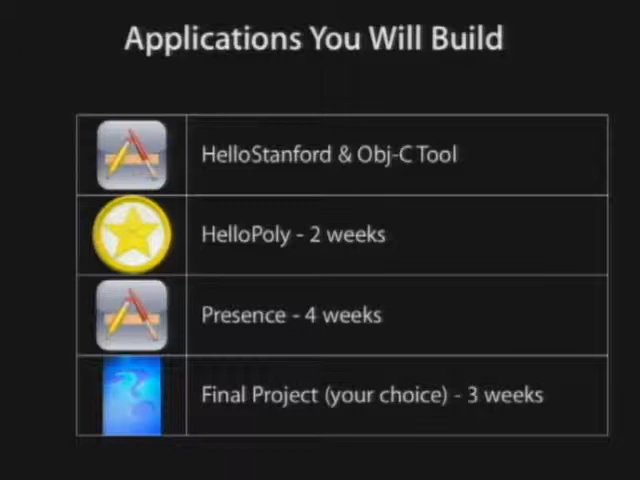 Applications You Will Build
HelloStanford & Obj-C Tool
HelloPoly - 2 weeks
Presence - 4 weeks
Final Project (your choice) - 3 weeks